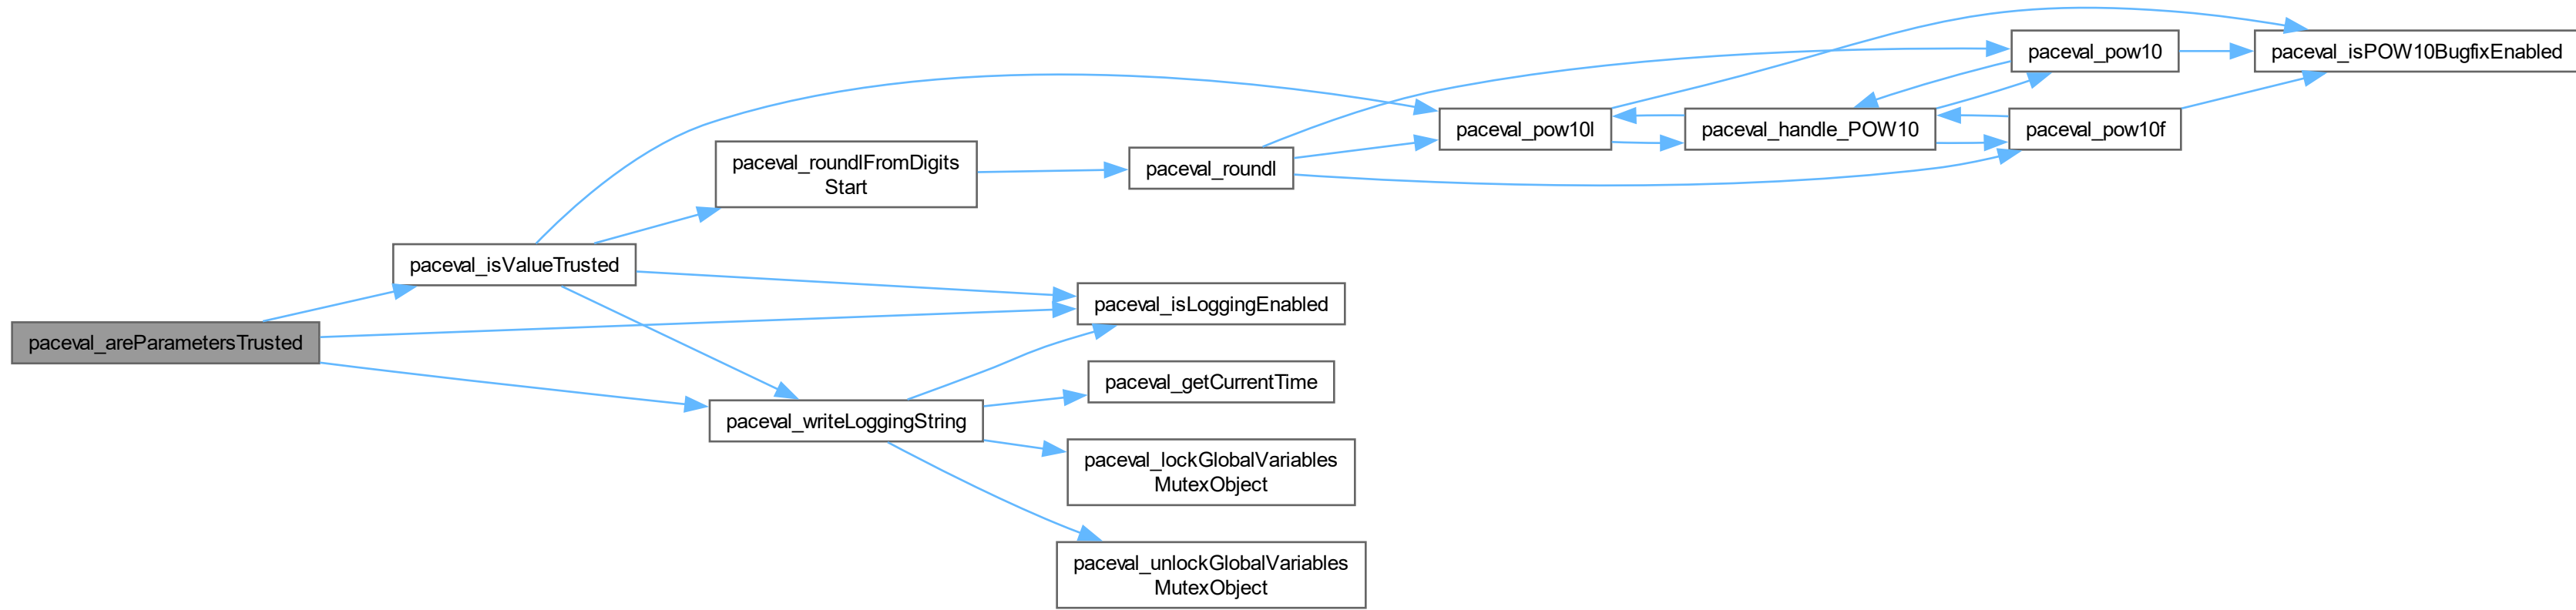 paceval_areParametersTrusted
paceval_isValueTrusted
paceval_roundlFromDigits
Start
paceval_roundl
paceval_pow10l
paceval_handle_POW10
paceval_pow10
paceval_pow10f
paceval_isPOW10BugfixEnabled
paceval_isLoggingEnabled
paceval_writeLoggingString
paceval_getCurrentTime
paceval_lockGlobalVariables
MutexObject
paceval_unlockGlobalVariables
MutexObject